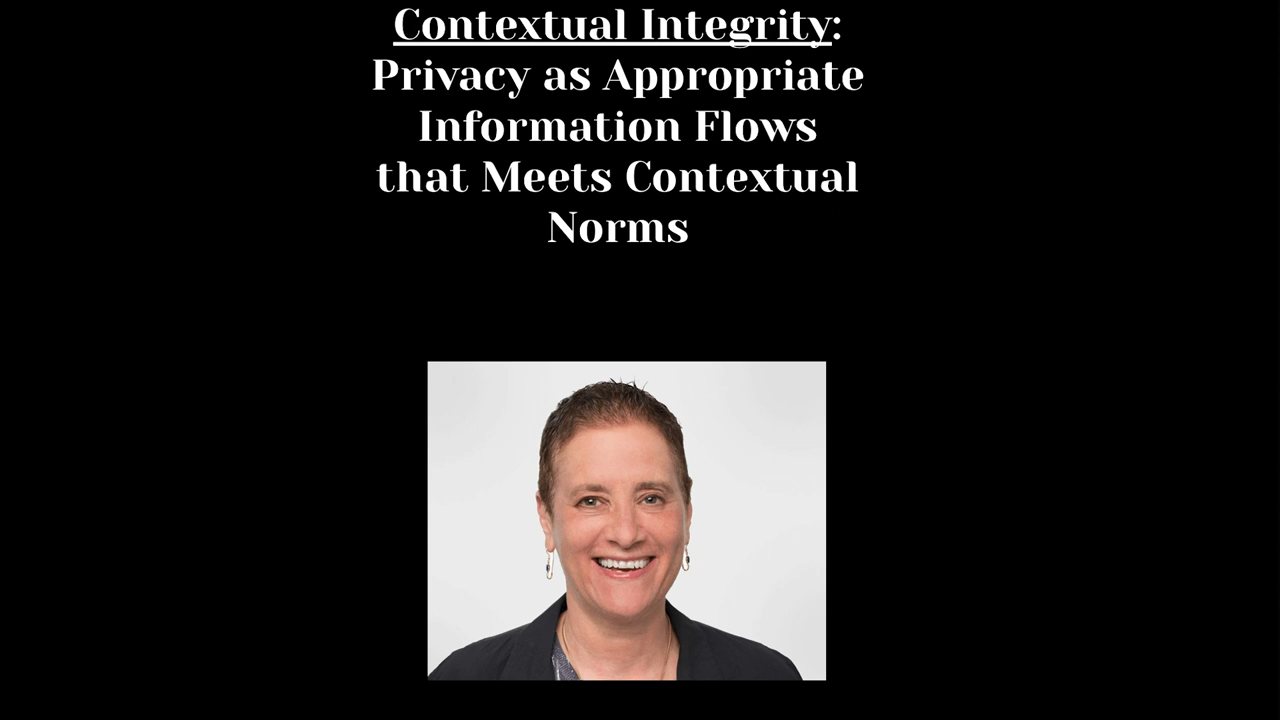 Contextual Integrity:
Privacy as Appropriate
Information Flows
that Meets Contextual
Norms